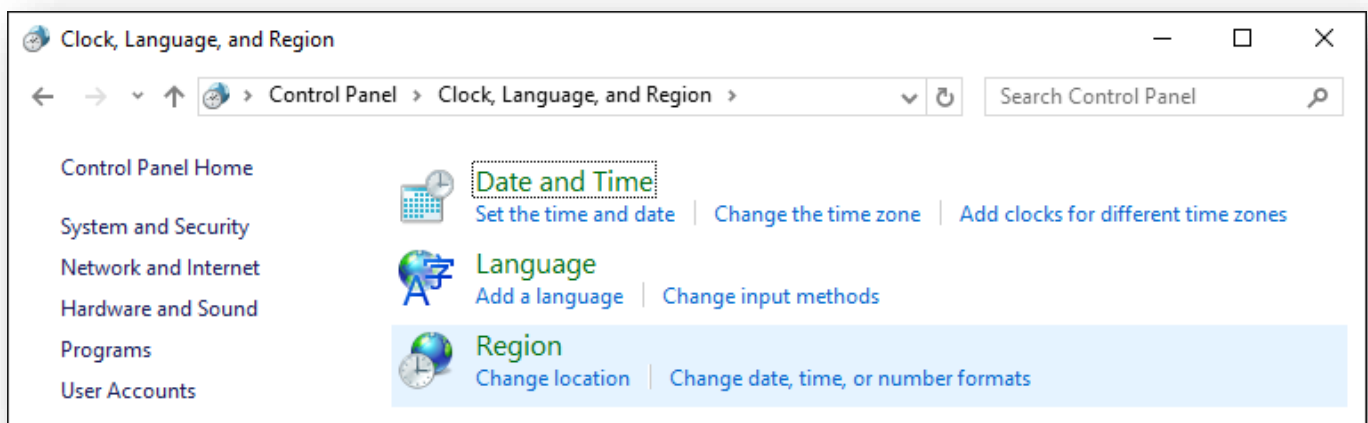 Clock, Language, and Region
Control Panel > Clock, Language, and Region >
Search Control Panel
Control Panel Home
System and Security
Network and Internet
Hardware and Sound
Programs
User Accounts
Date and Time
Set the time and date | Change the time zone | Add clocks for different time zones
Language
Add a language | Change input methods
Region
Change location | Change date, time, or number formats